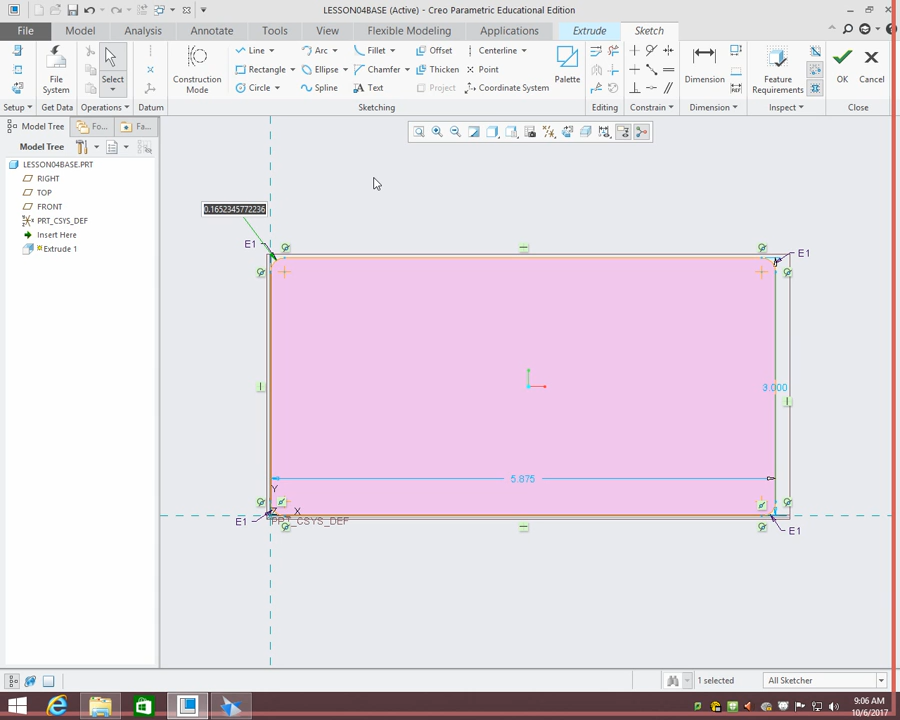 LESSON04BASE (Active) - Creo Parametric Educational Edition
File
Model
Analysis
Annotate
Tools
View
Flexible Modeling
Applications
Extrude
Sketch
Setup
File System
Get Data
Select
Operations
Datum
Construction Mode
Line
Rectangle
Circle
Arc
Ellipse
Spline
Fillet
Chamfer
Text
Offset
Thicken
Project
Centerline
Point
Coordinate System
Palette
Sketching
Editing
Constrain
Dimension
Dimension
Feature Requirements
Inspect
OK
Cancel
Close
Model Tree
Fo...
Fa...
Model Tree
LESSON04BASE.PRT
RIGHT
TOP
FRONT
PRT_CSYS_DEF
Insert Here
Extrude 1
0.1652345772236
E1
E1
3.000
5.875
Y
Z
X
E1
PRT_CSYS_DEF
E1
1 selected
All Sketcher
9:06 AM
10/6/2017